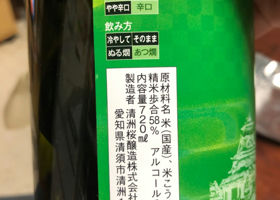 やや辛口 辛口
飲み方
冷やして そのまま
ぬる燗 あつ燗
原材料名 米(国産)、米こう
精米歩合58% アルコール
内容量720㎖
製造者 清洲桜醸造株式会
愛知県清須市清洲